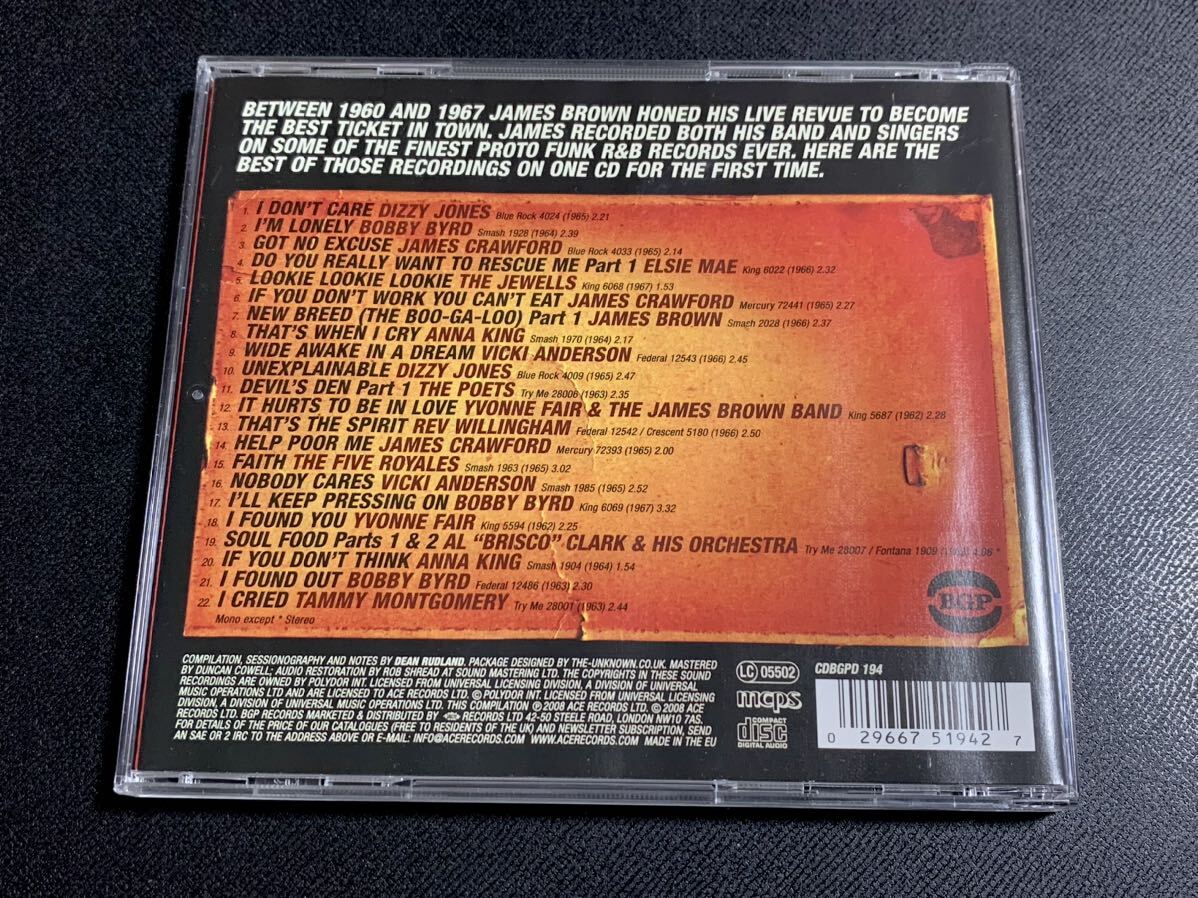 BETWEEN 1960 AND 1967 JAMES BROWN HONED HIS LIVE REVUE TO BECOME
THE BEST TICKET IN TOWN. JAMES RECORDED BOTH HIS BAND AND SINGERS
ON SOME OF THE FINEST PROTO FUNK R&B RECORDS EVER. HERE ARE THE
BEST OF THOSE RECORDINGS ON ONE CD FOR THE FIRST TIME.
1. I DON'T CARE DIZZY JONES Blue Rock 4024 (1965) 2.21
2. I'M LONELY BOBBY BYRD Smash 1928 (1964) 2.39
3. GOT NO EXCUSE JAMES CRAWFORD Blue Rock 4033 (1965) 2.14
4. DO YOU REALLY WANT TO RESCUE ME Part 1 ELSIE MAE King 6022 (1966) 2.32
5. LOOKIE LOOKIE LOOKIE THE JEWELLS King 6068 (1967) 1.53
6. IF YOU DON'T WORK YOU CAN'T EAT JAMES CRAWFORD Mercury 72441 (1965) 2.27
7. NEW BREED (THE BOO-GA-LOO) Part 1 JAMES BROWN Smash 2028 (1966) 2.37
8. THAT'S WHEN I CRY ANNA KING Smash 1970 (1964) 2.17
9. WIDE AWAKE IN A DREAM VICKI ANDERSON Federal 12543 (1966) 2.45
10. UNEXPLAINABLE DIZZY JONES Blue Rock 4009 (1965) 2.47
11. DEVIL'S DEN Part 1 THE POETS Try Me 28006 (1963) 2.35
12. IT HURTS TO BE IN LOVE YVONNE FAIR & THE JAMES BROWN BAND King 5687 (1962) 2.28
13. THAT'S THE SPIRIT REV WILLINGHAM Federal 12542 / Crescent 5180 (1966) 2.50
14. HELP POOR ME JAMES CRAWFORD Mercury 72393 (1965) 2.00
15. FAITH THE FIVE ROYALES Smash 1963 (1965) 3.02
16. NOBODY CARES VICKI ANDERSON Smash 1985 (1965) 2.52
17. I'LL KEEP PRESSING ON BOBBY BYRD King 6069 (1967) 3.32
18. I FOUND YOU YVONNE FAIR King 5594 (1962) 2.25
19. SOUL FOOD Parts 1 & 2 AL "BRISCO" CLARK & HIS ORCHESTRA Try Me 28007 / Fontana 1909 4.06 *
20. IF YOU DON'T THINK ANNA KING Smash 1904 (1964) 1.54
21. I FOUND OUT BOBBY BYRD Federal 12486 (1963) 2.30
22. I CRIED TAMMY MONTGOMERY Try Me 28001 (1963) 2.44
Mono except * Stereo
BGP
COMPILATION, SESSIONOGRAPHY AND NOTES BY DEAN RUDLAND. PACKAGE DESIGNED BY THE-UNKNOWN.CO.UK. MASTERED
BY DUNCAN COWELL; AUDIO RESTORATION BY ROB SHREAD AT SOUND MASTERING LTD. THE COPYRIGHTS IN THESE SOUND
RECORDINGS ARE OWNED BY POLYDOR INT. LICENSED FROM UNIVERSAL LICENSING DIVISION, A DIVISION OF UNIVERSAL
MUSIC OPERATIONS LTD AND ARE LICENSED TO ACE RECORDS LTD. Ⓟ POLYDOR INT. LICENSED FROM UNIVERSAL LICENSING
DIVISION, A DIVISION OF UNIVERSAL MUSIC OPERATIONS LTD. THIS COMPILATION Ⓟ 2008 ACE RECORDS LTD. © 2008 ACE
RECORDS LTD. BGP RECORDS MARKETED & DISTRIBUTED BY ACE RECORDS LTD 42-50 STEELE ROAD, LONDON NW10 7AS.
FOR DETAILS OF THE PRICE OF OUR CATALOGUES (FREE TO RESIDENTS OF THE UK) AND NEWSLETTER SUBSCRIPTION, SEND
AN SAE OR 2 IRC TO THE ADDRESS ABOVE OR E-MAIL: INFO@ACERECORDS.COM WWW.ACERECORDS.COM MADE IN THE EU
LC 05502
mcps
COMPACT
disc
DIGITAL AUDIO
CDBGPD 194
0 29667 51942 7